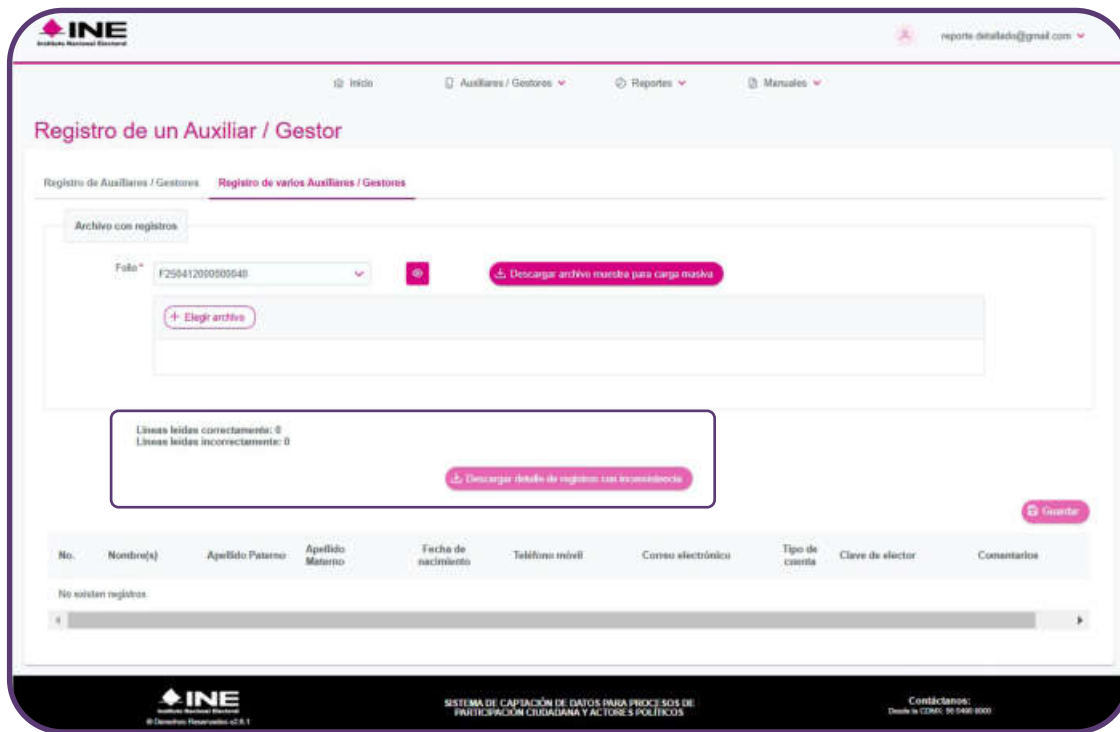 INE
Instituto Nacional Electoral
reporte.detallado@gmail.com
Inicio
Auxiliares / Gestores
Reportes
Manuales
Registro de un Auxiliar / Gestor
Registro de Auxiliares / Gestores
Registro de varios Auxiliares / Gestores
Archivo con registros
Folio*
F250412000000040
Descargar archivo muestra para carga masiva
+ Elegir archivo
Líneas leídas correctamente: 0
Líneas leídas incorrectamente: 0
Descargar detalle de registros con inconsistencia
Guardar
No. Nombre(s) Apellido Paterno Apellido Materno Fecha de nacimiento Teléfono móvil Correo electrónico Tipo de cuenta Clave de elector Comentarios
No existen registros
INE
Instituto Nacional Electoral
© Derechos Reservados
SISTEMA DE CAPTACIÓN DE DATOS PARA PROCESOS DE
PARTICIPACIÓN CIUDADANA Y ACTORES POLÍTICOS
Contáctanos:
Desde la CDMX: